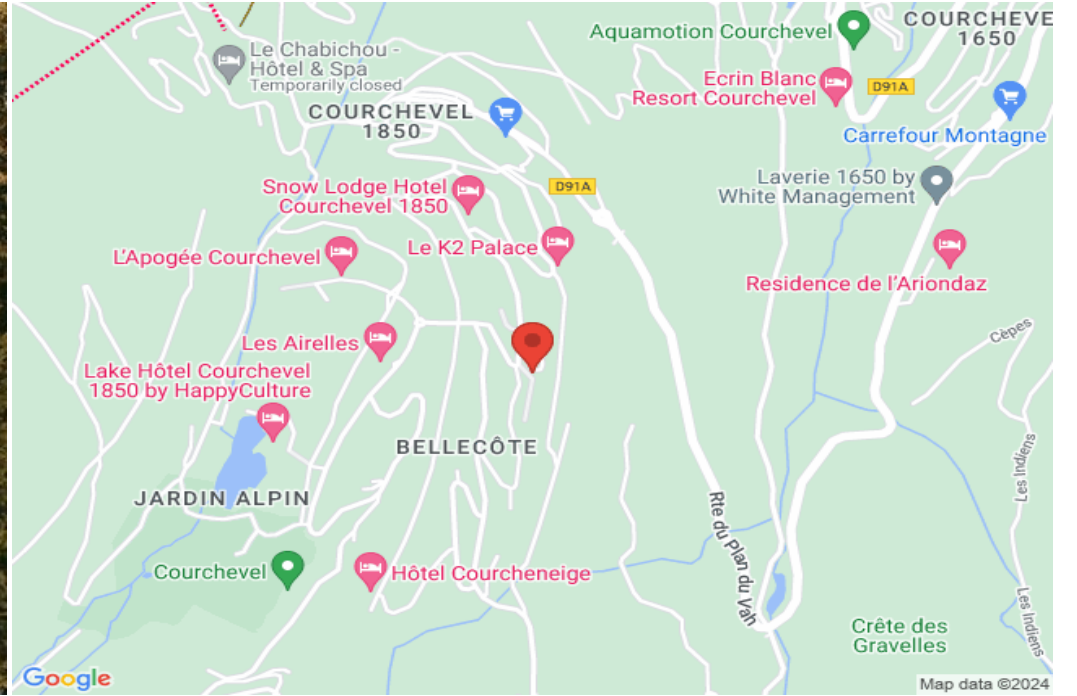 Le Chabichou -
Hôtel & Spa
Temporarily closed
Aquamotion Courchevel
COURCHEVE
1650
Ecrin Blanc
Resort Courchevel
D91A
COURCHEVEL
1850
Carrefour Montagne
Snow Lodge Hotel
Courchevel 1850
D91A
Laverie 1650 by
White Management
L'Apogée Courchevel
Le K2 Palace
Residence de l'Ariondaz
Les Airelles
Cèpes
Lake Hôtel Courchevel
1850 by HappyCulture
BELLECÔTE
Les Indiens
JARDIN ALPIN
Rte du Plan du Vah
Courchevel
Hôtel Courcheneige
Les Indiens
Crête des
Gravelles
Google
Map data ©2024